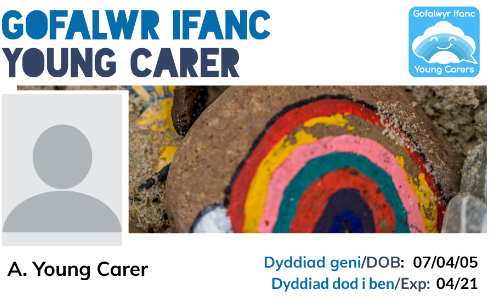 GOFALWR IFANC
YOUNG CARER
Gofalwyr Ifanc
Young Carers
A. Young Carer
Dyddiad geni/DOB: 07/04/05
Dyddiad dod i ben/Exp: 04/21